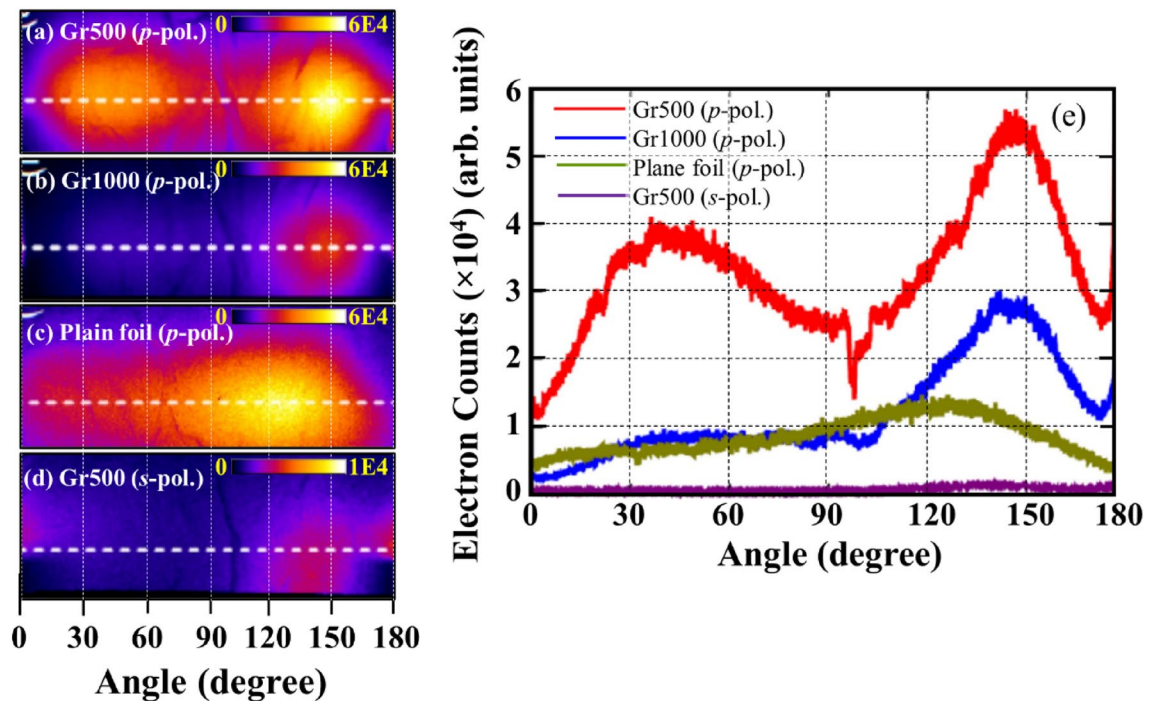 (a) Gr500 (p-pol.)
0 6E4
(b) Gr1000 (p-pol.)
0 6E4
(c) Plain foil (p-pol.)
0 6E4
(d) Gr500 (s-pol.)
0 1E4
0 30 60 90 120 150 180
Angle (degree)
Electron Counts (×10⁴) (arb. units)
6
5
4
3
2
1
0
Gr500 (p-pol.)
Gr1000 (p-pol.)
Plane foil (p-pol.)
Gr500 (s-pol.)
(e)
0 30 60 90 120 150 180
Angle (degree)